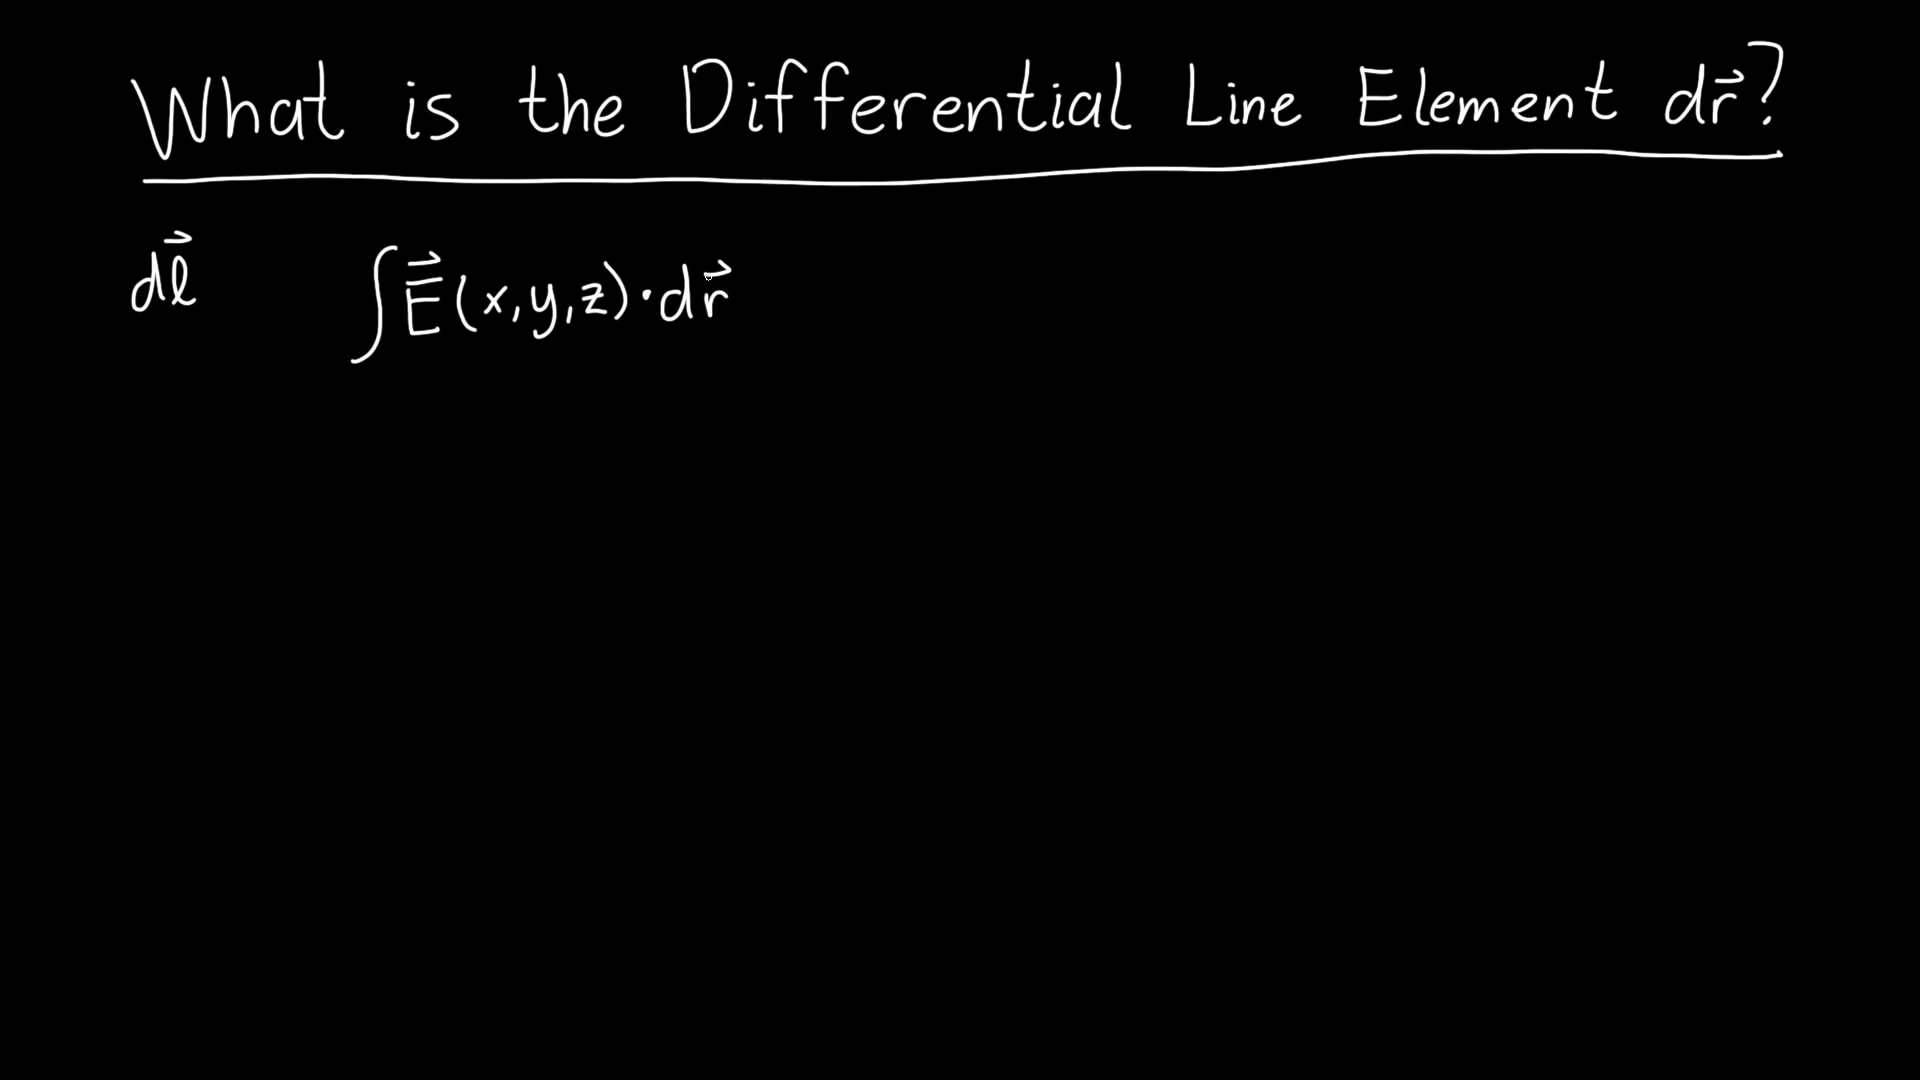 What is the Differential Line Element dr⃗?
dℓ⃗ ∫E⃗(x,y,z)·dr⃗